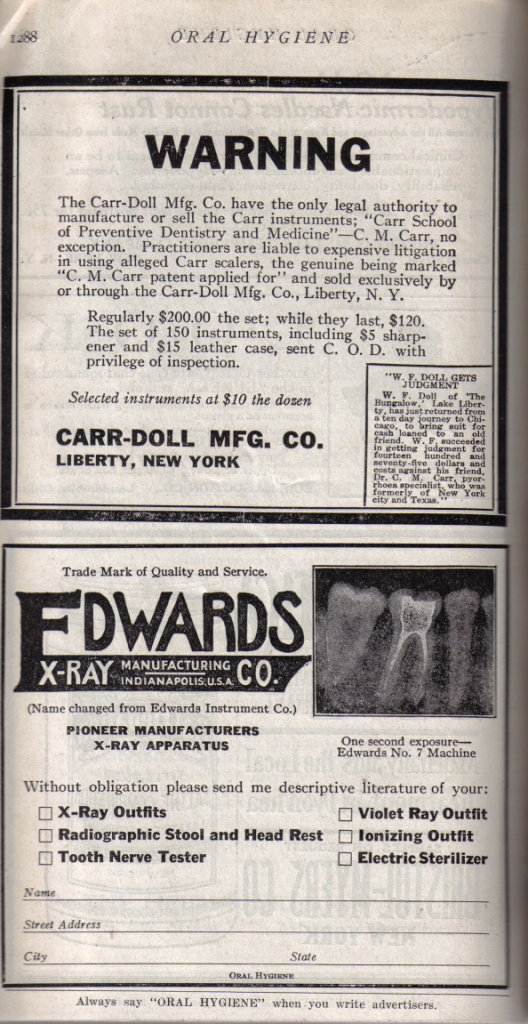 1288
ORAL HYGIENE
WARNING
The Carr-Doll Mfg. Co. have the only legal authority to
manufacture or sell the Carr instruments; "Carr School
of Preventive Dentistry and Medicine"—C. M. Carr, no
exception. Practitioners are liable to expensive litigation
in using alleged Carr scalers, the genuine being marked
"C. M. Carr patent applied for" and sold exclusively by
or through the Carr-Doll Mfg. Co., Liberty, N. Y.
Regularly $200.00 the set; while they last, $120.
The set of 150 instruments, including $5 sharp-
ener and $15 leather case, sent C. O. D. with
privilege of inspection.
Selected instruments at $10 the dozen
CARR-DOLL MFG. CO.
LIBERTY, NEW YORK
"W. F. DOLL GETS
JUDGMENT
W. F. Doll of 'The
Bungalow,' Lake Liber-
ty, has just returned from
a ten day journey to Chi-
cago, to bring suit for
cash loaned to an old
friend. W. F. succeeded
in getting judgment for
fourteen hundred and
seventy-five dollars and
costs against his friend,
Dr. C. M. Carr, pyor-
rhoea specialist, who was
formerly of New York
city and Texas."
Trade Mark of Quality and Service.
EDWARDS
X-RAY MANUFACTURING CO.
INDIANAPOLIS, U.S.A.
(Name changed from Edwards Instrument Co.)
PIONEER MANUFACTURERS
X-RAY APPARATUS
One second exposure—
Edwards No. 7 Machine
Without obligation please send me descriptive literature of your:
X-Ray Outfits
Radiographic Stool and Head Rest
Tooth Nerve Tester
Violet Ray Outfit
Ionizing Outfit
Electric Sterilizer
Name
Street Address
City State
ORAL HYGIENE
Always say "ORAL HYGIENE" when you write advertisers.